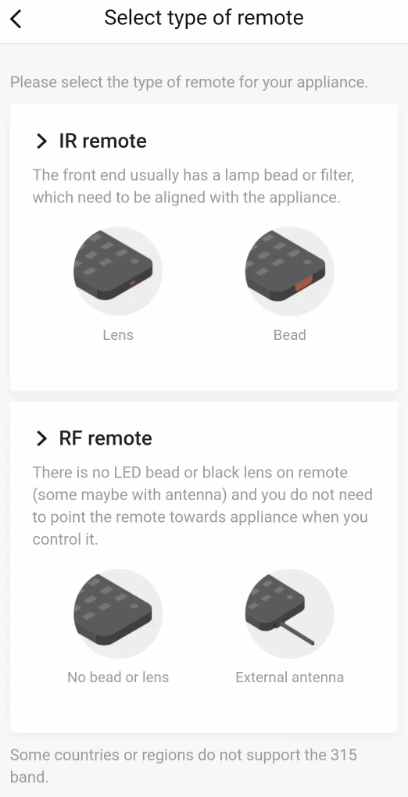 Select type of remote
Please select the type of remote for your appliance.
IR remote
The front end usually has a lamp bead or filter,
which need to be aligned with the appliance.
Lens
Bead
RF remote
There is no LED bead or black lens on remote
(some maybe with antenna) and you do not need
to point the remote towards appliance when you
control it.
No bead or lens
External antenna
Some countries or regions do not support the 315
band.